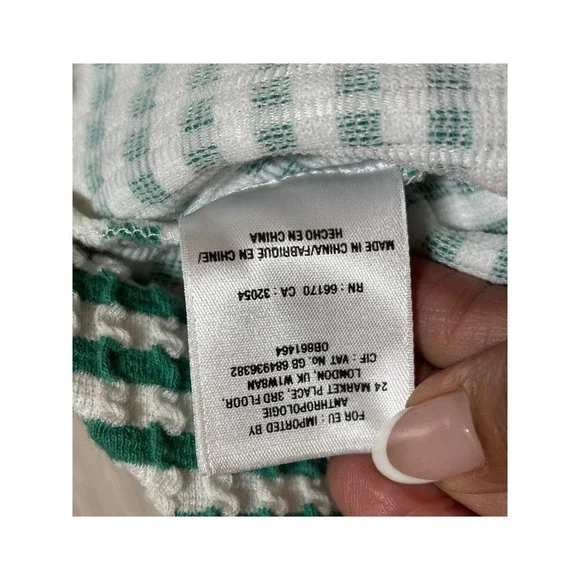 FOR EU : IMPORTED BY
ANTHROPOLOGIE
24 MARKET PLACE, 3RD FLOOR,
LONDON, UK W1W8AN
CIF : VAT No. GB 684936382
OB861464
RN : 66170 CA : 32054
MADE IN CHINA/FABRIQUE EN CHINE/
HECHO EN CHINA